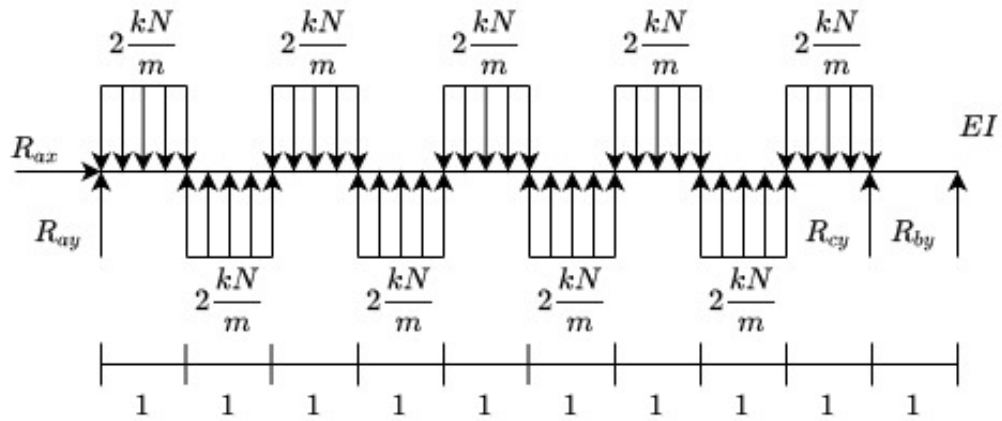 2 kN/m 2 kN/m 2 kN/m 2 kN/m 2 kN/m
EI
R_ax
R_ay R_cy R_by
2 kN/m 2 kN/m 2 kN/m 2 kN/m
1 1 1 1 1 1 1 1 1 1